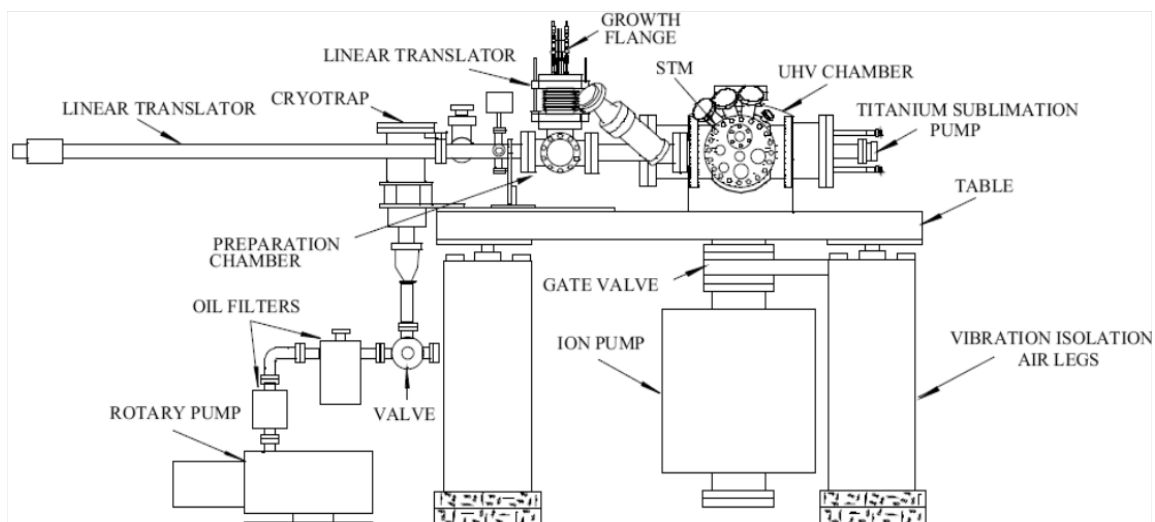 GROWTH
FLANGE
LINEAR TRANSLATOR
STM
UHV CHAMBER
LINEAR TRANSLATOR
CRYOTRAP
TITANIUM SUBLIMATION
PUMP
TABLE
PREPARATION
CHAMBER
GATE VALVE
OIL FILTERS
ION PUMP
VIBRATION ISOLATION
AIR LEGS
ROTARY PUMP
VALVE